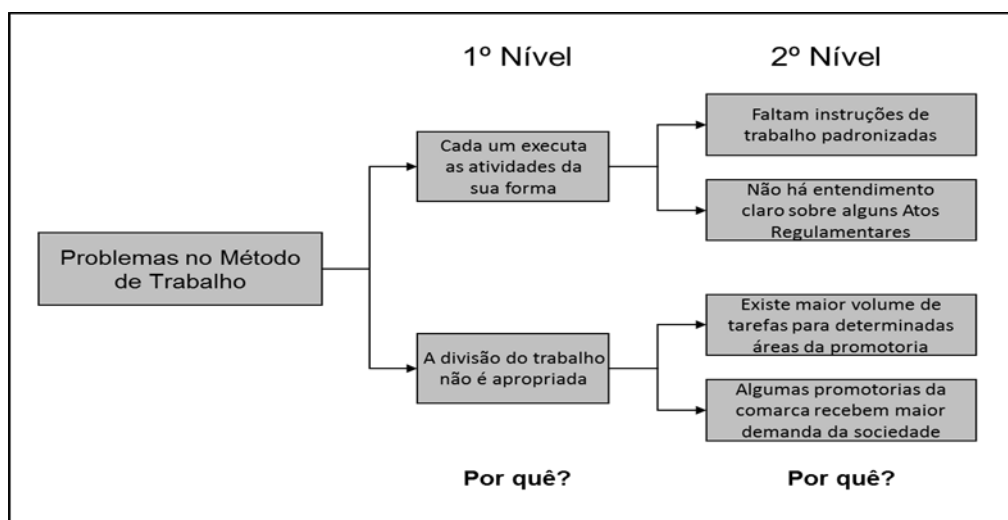 1º Nível
2º Nível
Problemas no Método
de Trabalho
Cada um executa
as atividades da
sua forma
Faltam instruções de
trabalho padronizadas
Não há entendimento
claro sobre alguns Atos
Regulamentares
A divisão do trabalho
não é apropriada
Existe maior volume de
tarefas para determinadas
áreas da promotoria
Algumas promotorias da
comarca recebem maior
demanda da sociedade
Por quê?
Por quê?